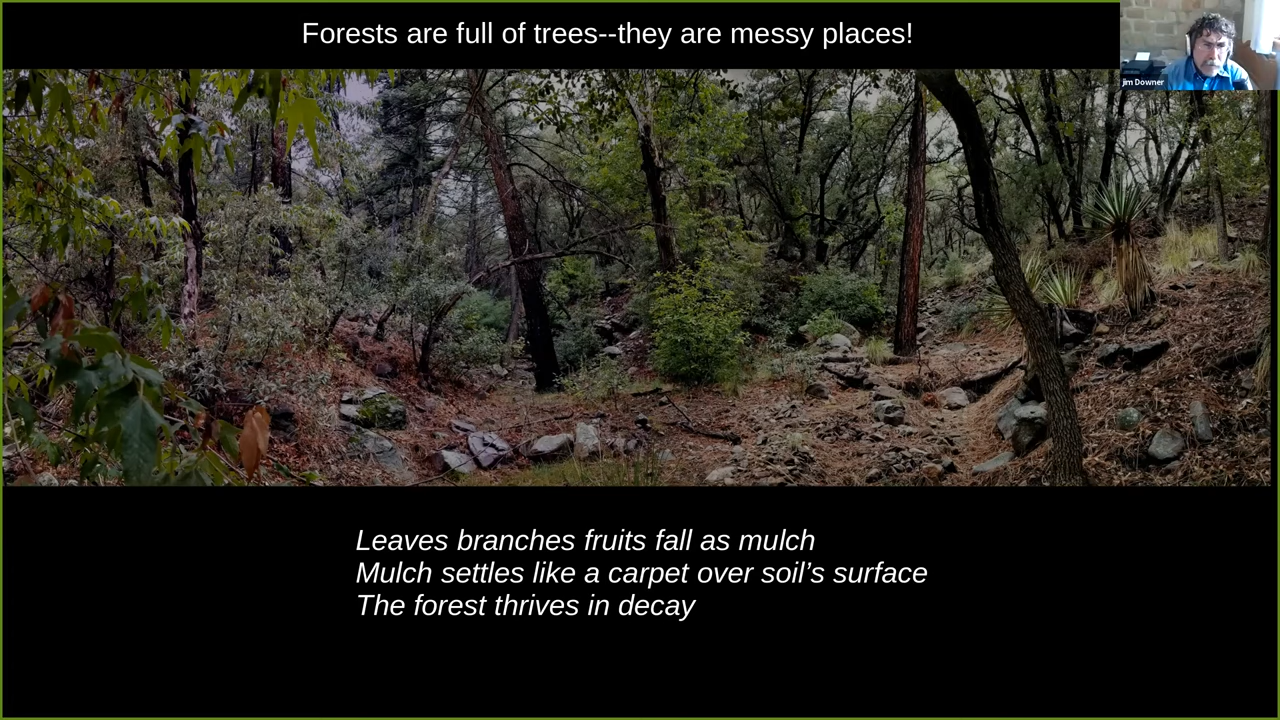 Forests are full of trees--they are messy places!
jim Downer
Leaves branches fruits fall as mulch
Mulch settles like a carpet over soil’s surface
The forest thrives in decay